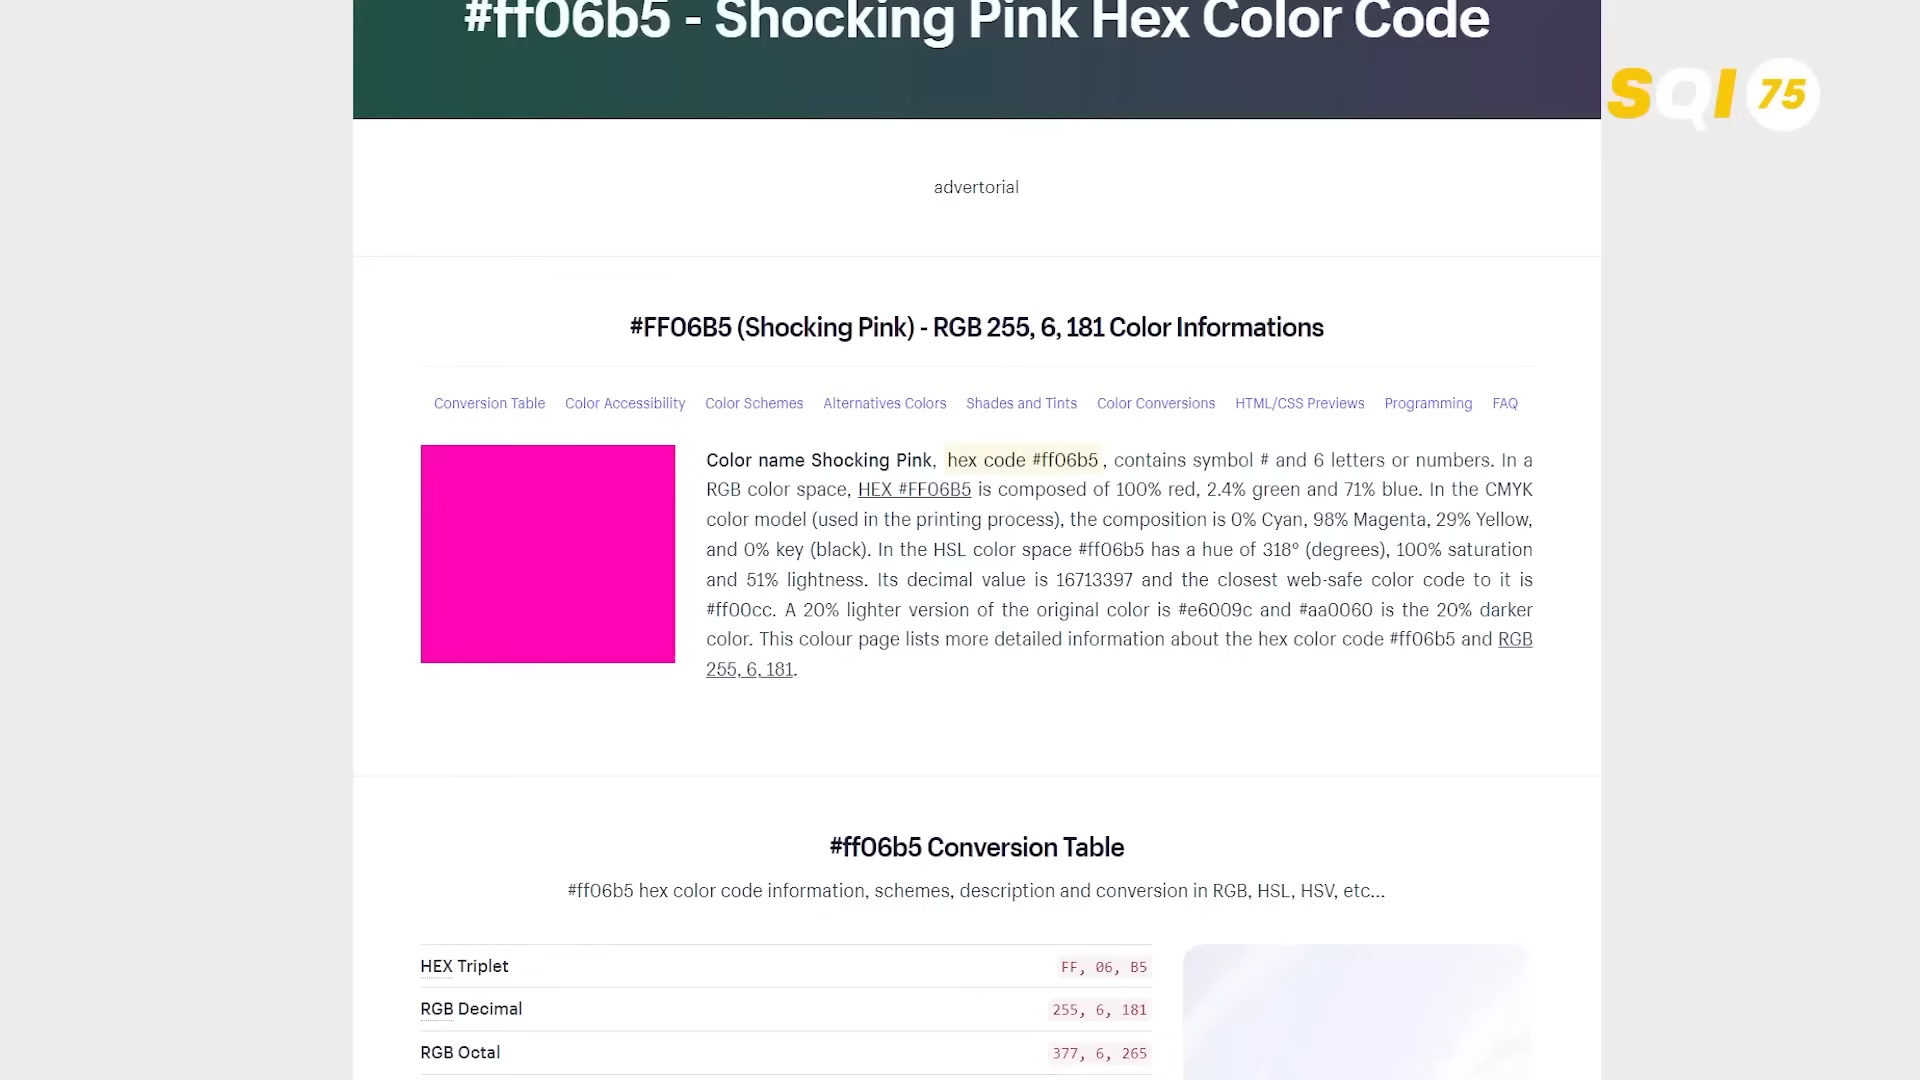 #ff06b5 - Shocking Pink Hex Color Code
SQI 75
advertorial
#FF06B5 (Shocking Pink) - RGB 255, 6, 181 Color Informations
Conversion Table Color Accessibility Color Schemes Alternatives Colors Shades and Tints Color Conversions HTML/CSS Previews Programming FAQ
Color name Shocking Pink, hex code #ff06b5 , contains symbol # and 6 letters or numbers. In a
RGB color space, HEX #FF06B5 is composed of 100% red, 2.4% green and 71% blue. In the CMYK
color model (used in the printing process), the composition is 0% Cyan, 98% Magenta, 29% Yellow,
and 0% key (black). In the HSL color space #ff06b5 has a hue of 318° (degrees), 100% saturation
and 51% lightness. Its decimal value is 16713397 and the closest web-safe color code to it is
#ff00cc. A 20% lighter version of the original color is #e6009c and #aa0060 is the 20% darker
color. This colour page lists more detailed information about the hex color code #ff06b5 and RGB
255, 6, 181.
#ff06b5 Conversion Table
#ff06b5 hex color code information, schemes, description and conversion in RGB, HSL, HSV, etc...
HEX Triplet FF, 06, B5
RGB Decimal 255, 6, 181
RGB Octal 377, 6, 265